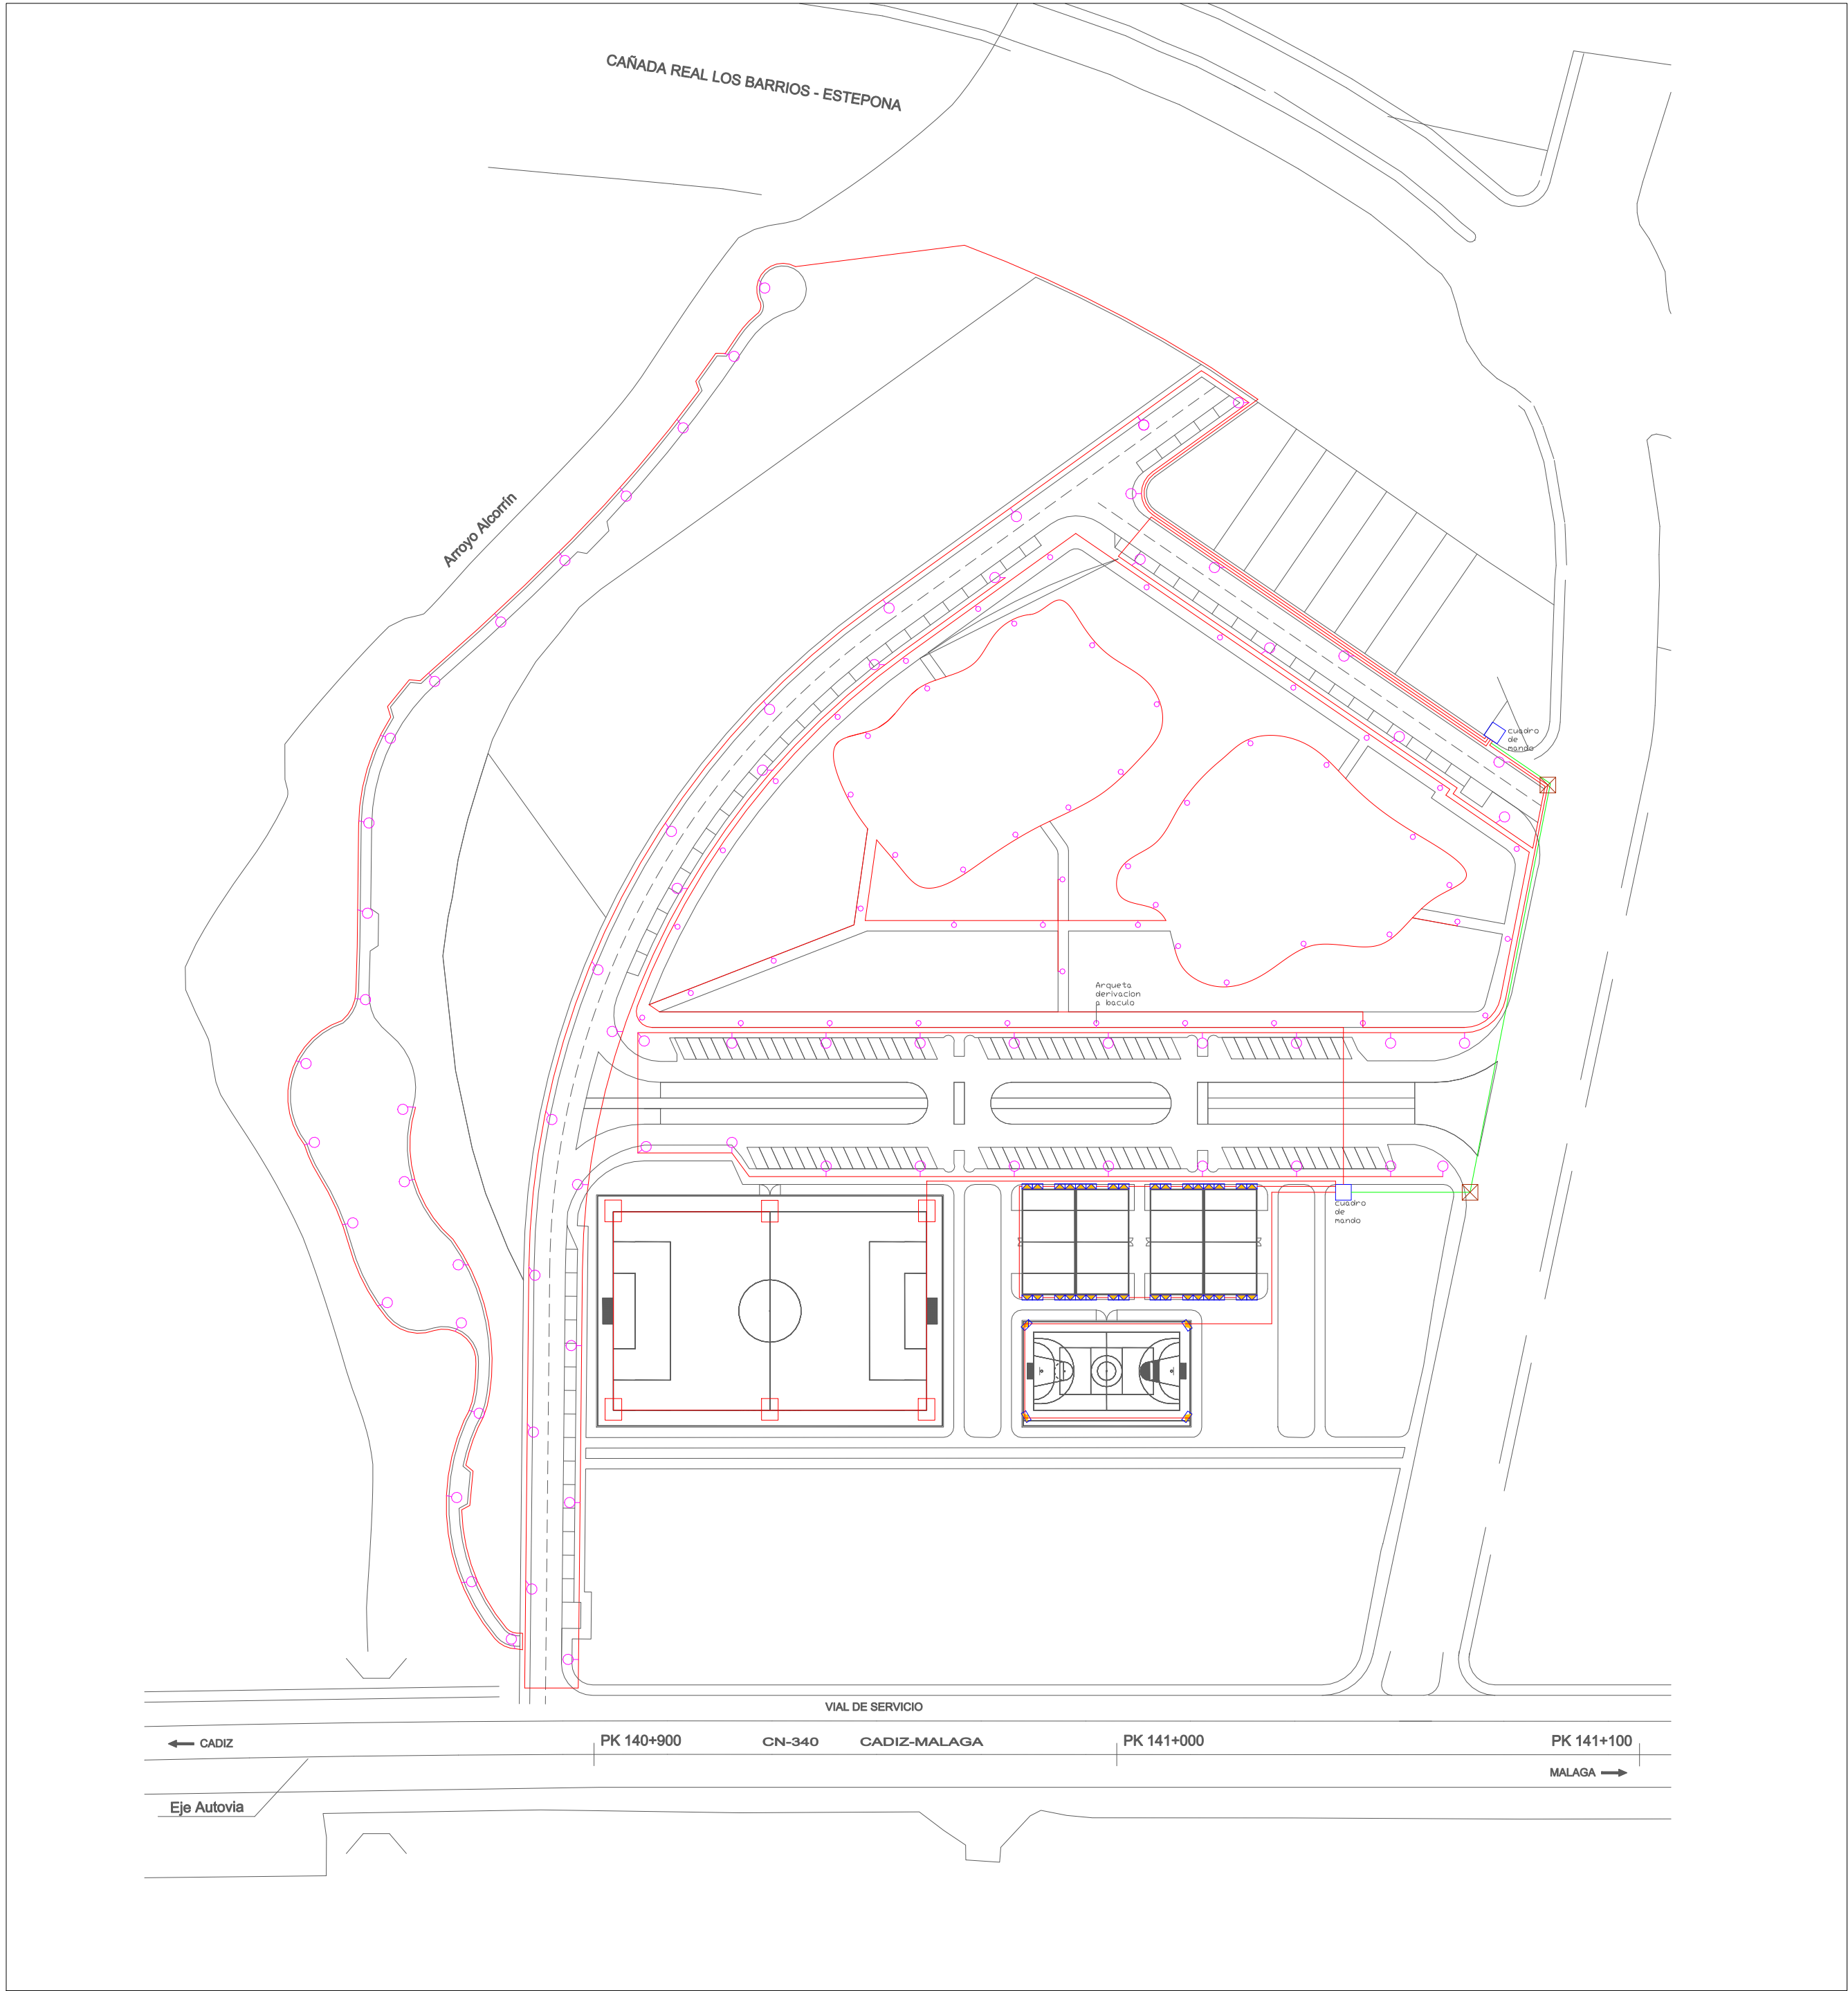 CAÑADA REAL LOS BARRIOS - ESTEPONA
Arroyo Alcorrín
cuadro
de
mando
Arqueta
derivacion
a baculo
cuadro
de
mando
VIAL DE SERVICIO
CADIZ
PK 140+900
CN-340
CADIZ-MALAGA
PK 141+000
PK 141+100
MALAGA
Eje Autovia